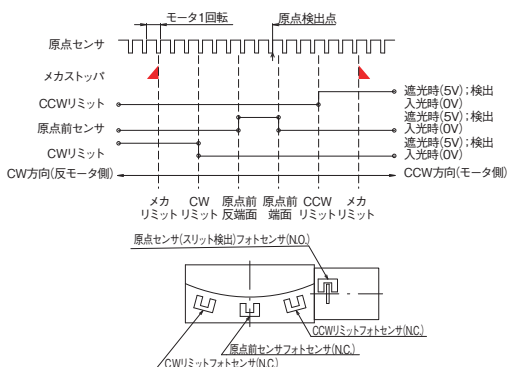 モータ1回転
原点検出点
原点センサ
メカストッパ
CCWリミット
遮光時(5V);検出
入光時(0V)
原点前センサ
遮光時(5V);検出
入光時(0V)
CWリミット
遮光時(5V);検出
入光時(0V)
CW方向(反モータ側)
CCW方向(モータ側)
メカ CW 原点前 原点前 CCW メカ
リミット リミット 反端面 端面 リミット リミット
原点センサ(スリット検出)フォトセンサ(N.O.)
CCWリミットフォトセンサ(N.C.)
原点前センサフォトセンサ(N.C.)
CWリミットフォトセンサ(N.C.)